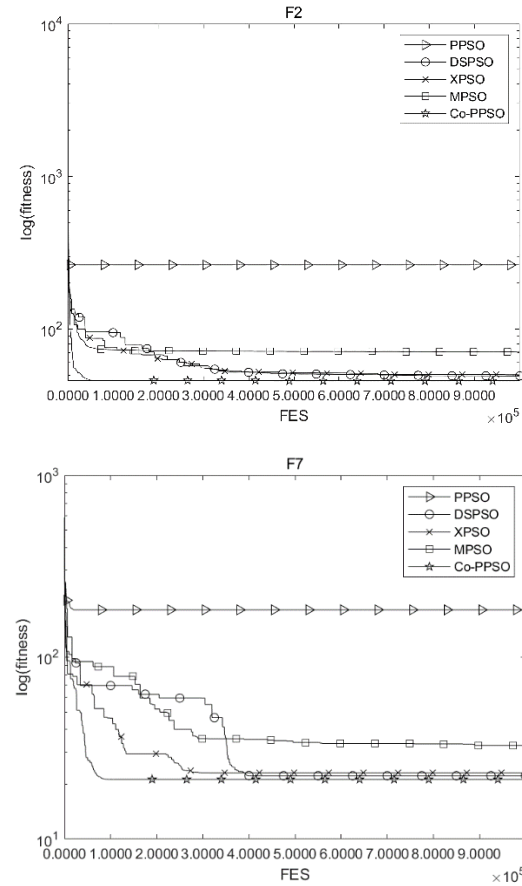 F2
10^4
10^3
10^2
log(fitness)
PPSO
DSPSO
XPSO
MPSO
Co-PPSO
0.0000 1.0000 2.0000 3.0000 4.0000 5.0000 6.0000 7.0000 8.0000 9.0000
FES
×10^5
F7
10^3
10^2
10^1
log(fitness)
PPSO
DSPSO
XPSO
MPSO
Co-PPSO
0.0000 1.0000 2.0000 3.0000 4.0000 5.0000 6.0000 7.0000 8.0000 9.0000
FES
×10^5